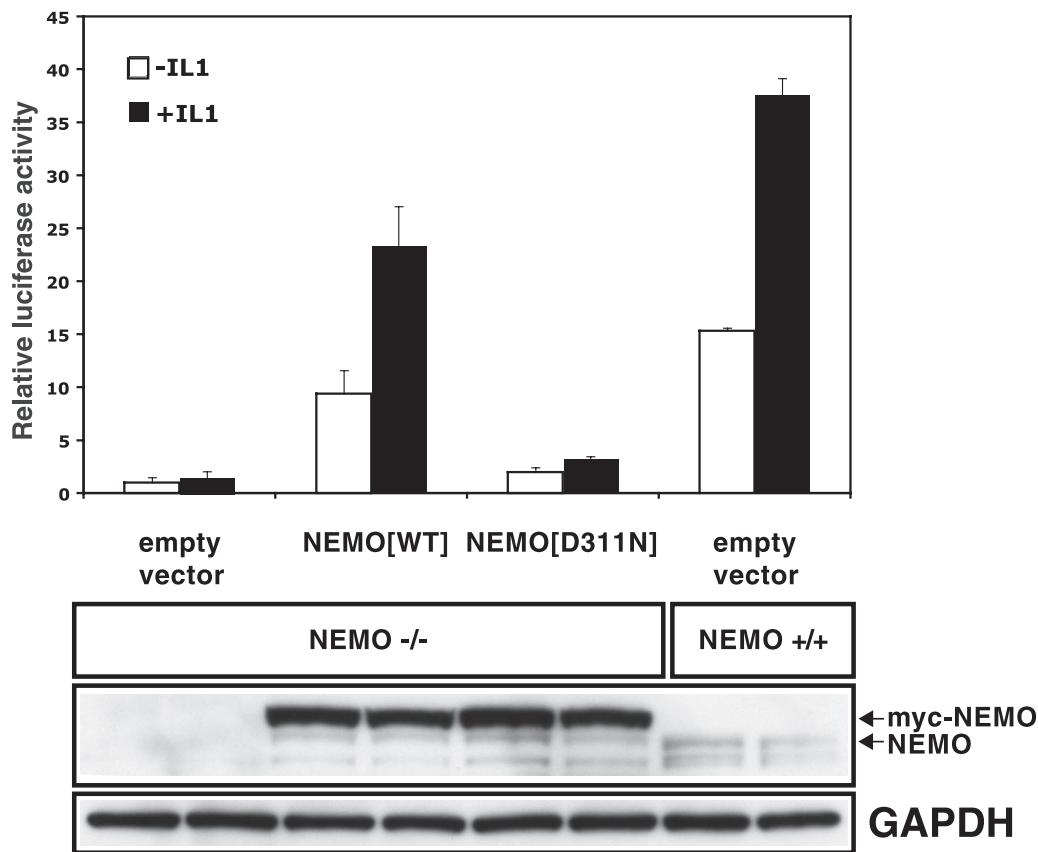 Relative luciferase activity
45
40
35
30
25
20
15
10
5
0
-IL1
+IL1
empty vector
NEMO[WT]
NEMO[D311N]
empty vector
NEMO -/-
NEMO +/+
myc-NEMO
NEMO
GAPDH